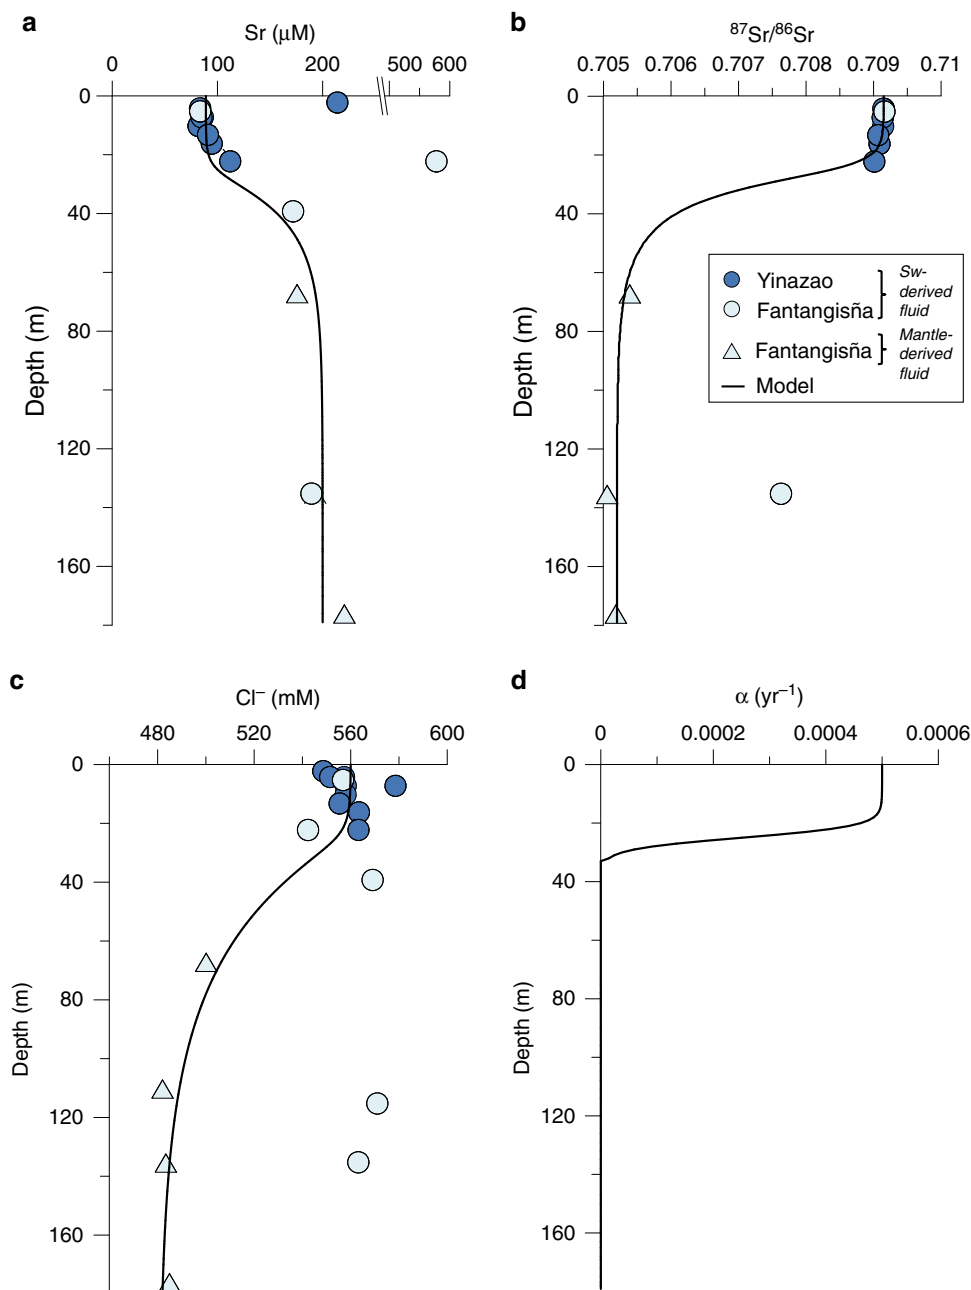 a
Sr (μM)
0 100 200 500 600
0
40
80
120
160
Depth (m)
b
⁸⁷Sr/⁸⁶Sr
0.705 0.706 0.707 0.708 0.709 0.71
0
40
80
120
160
Depth (m)
Yinazao
Fantangisña
Sw-
derived
fluid
Fantangisña
Mantle-
derived
fluid
Model
c
Cl⁻ (mM)
480 520 560 600
0
40
80
120
160
Depth (m)
d
α (yr⁻¹)
0 0.0002 0.0004 0.0006
0
40
80
120
160
Depth (m)